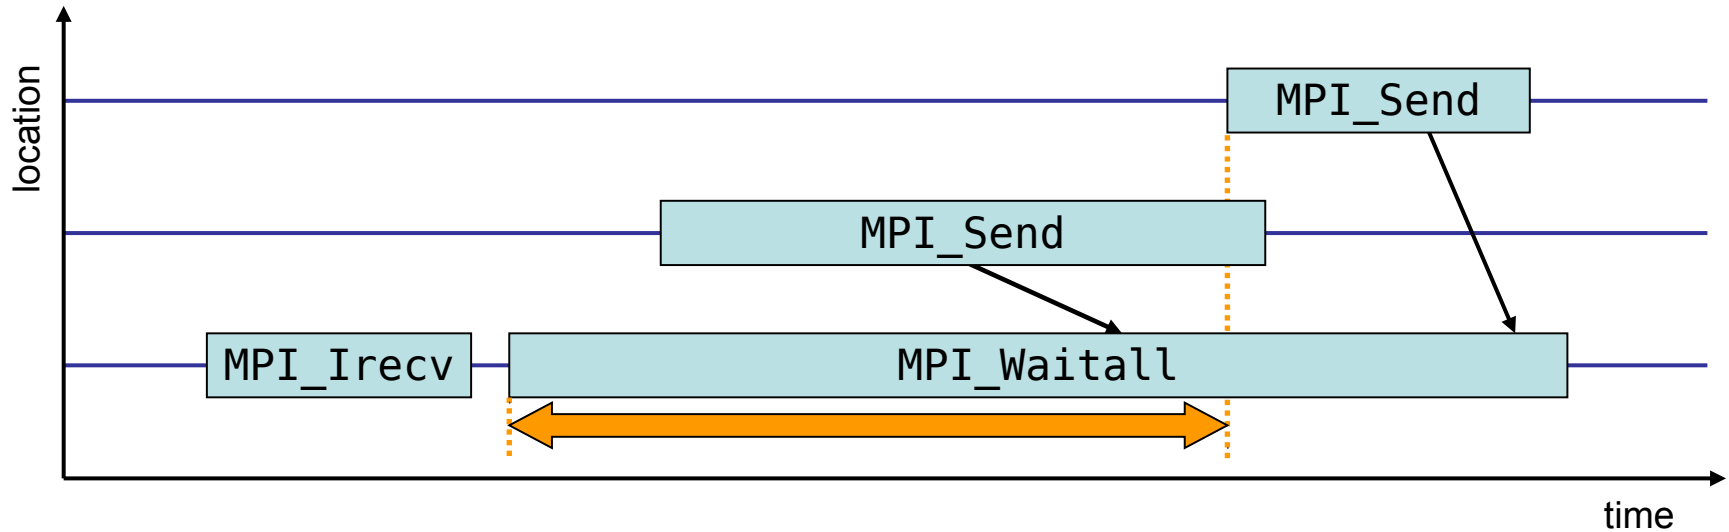 location
MPI_Send
MPI_Send
MPI_Irecv
MPI_Waitall
time